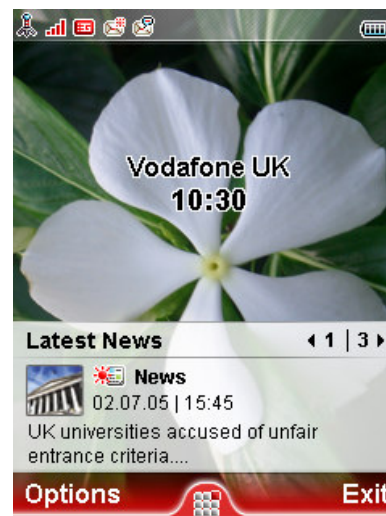 Vodafone UK
10:30
Latest News 1 | 3
News
02.07.05 | 15:45
UK universities accused of unfair
entrance criteria....
Options Exit